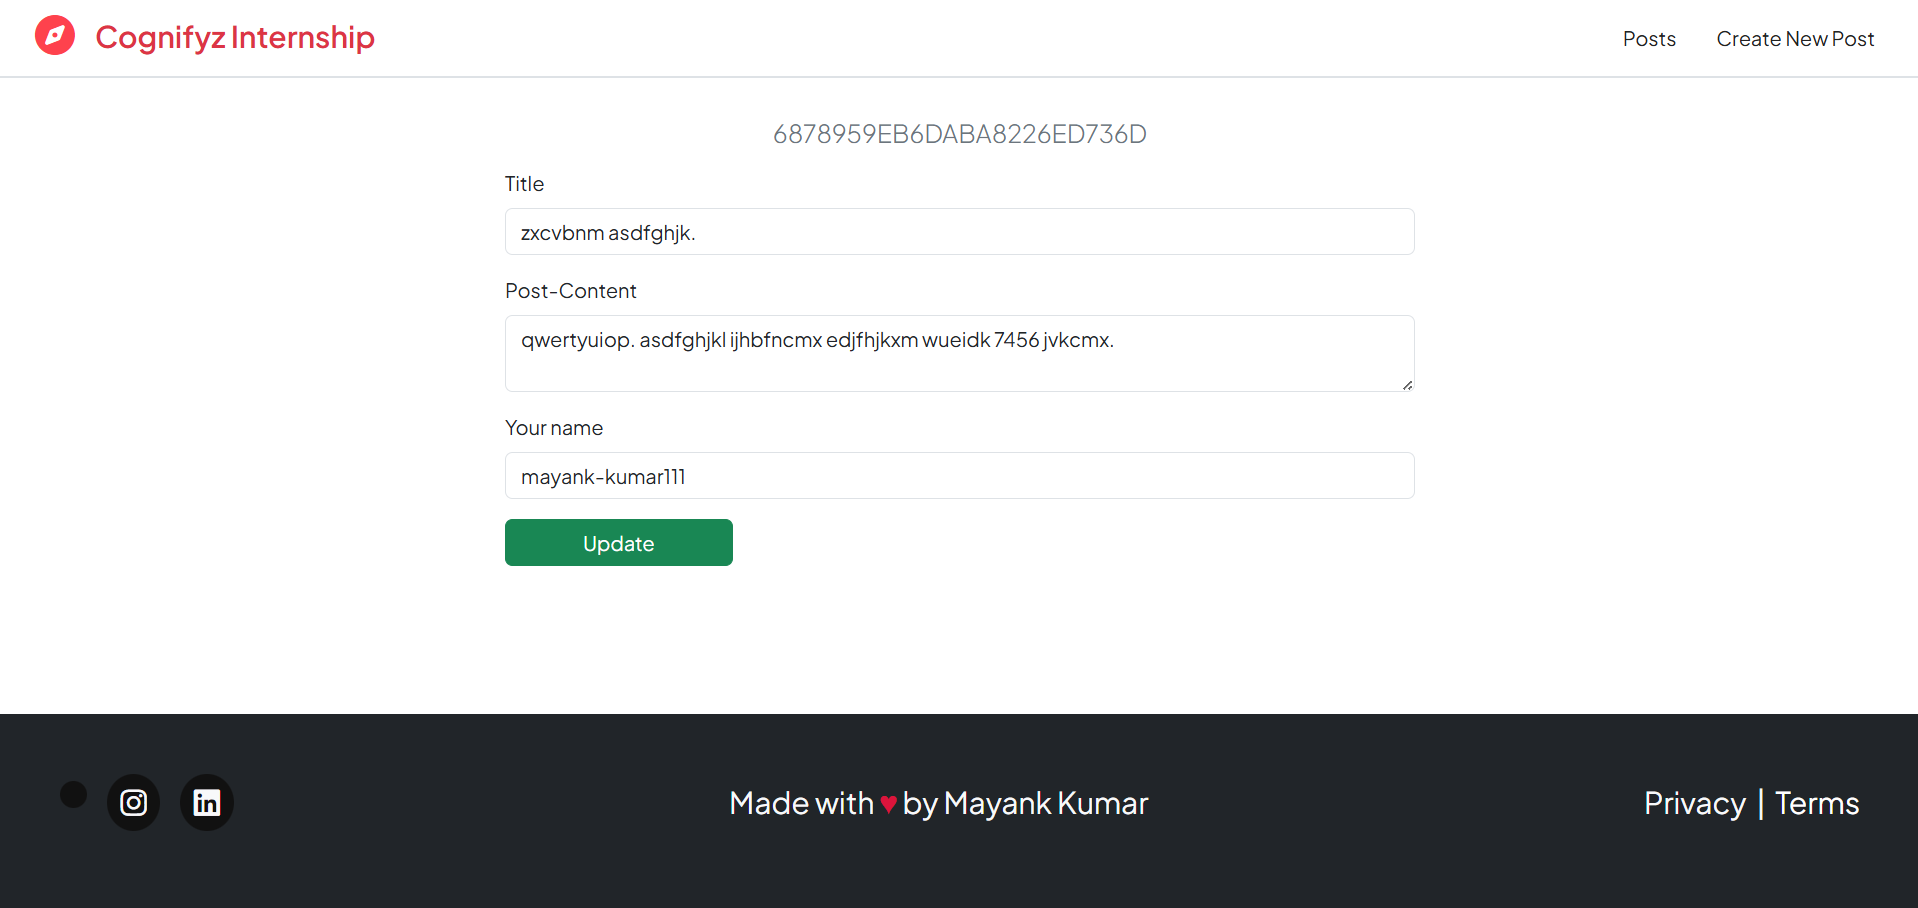 Cognifyz Internship
Posts
Create New Post
6878959EB6DABA8226ED736D
Title
zxcvbnm asdfghjk.
Post-Content
qwertyuiop. asdfghjkl ijhbfncmx edjfhjkxm wueidk 7456 jvkcmx.
Your name
mayank-kumar111
Update
Made with ♥ by Mayank Kumar
Privacy | Terms